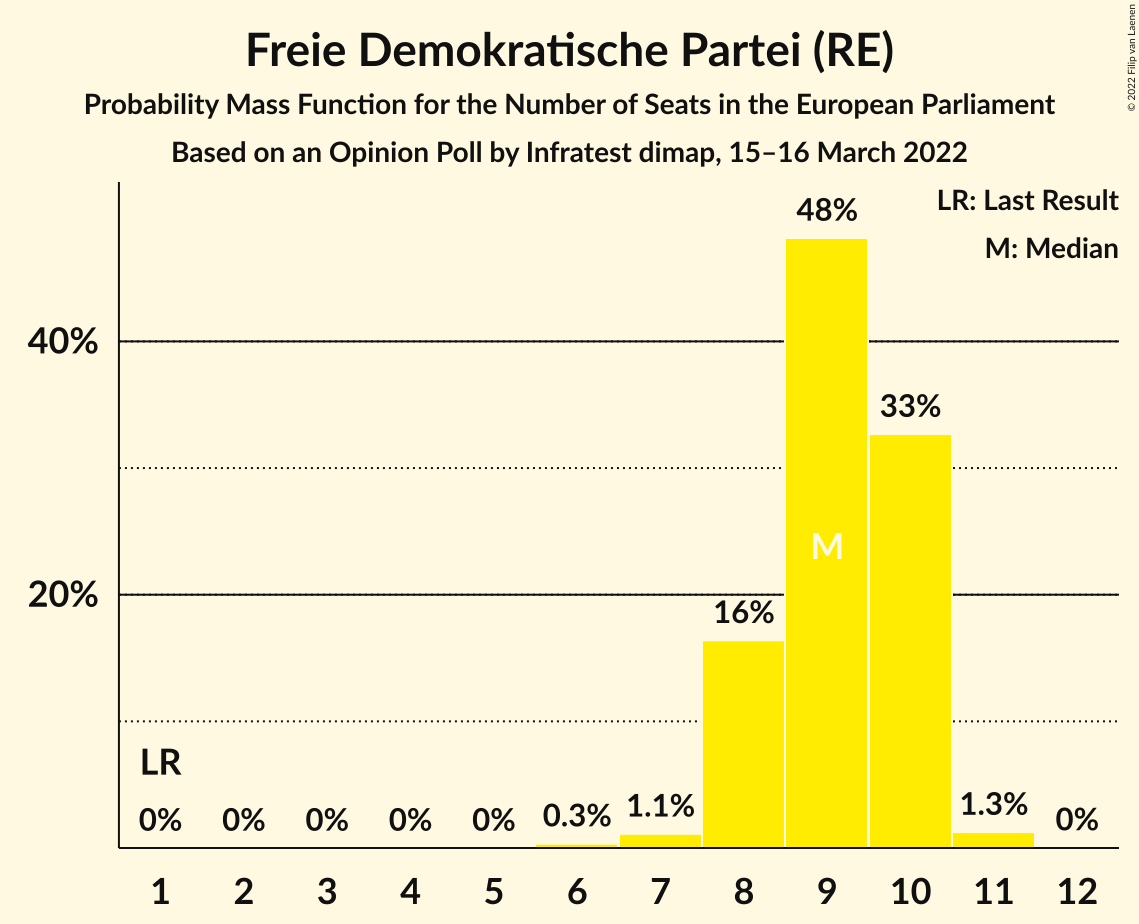 Freie Demokratische Partei (RE)
Probability Mass Function for the Number of Seats in the European Parliament
Based on an Opinion Poll by Infratest dimap, 15–16 March 2022
© 2022 Filip van Laenen
LR: Last Result
M: Median
48%
40%
33%
M
20%
16%
LR
0% 0% 0% 0% 0% 0.3% 1.1% 1.3% 0%
1 2 3 4 5 6 7 8 9 10 11 12